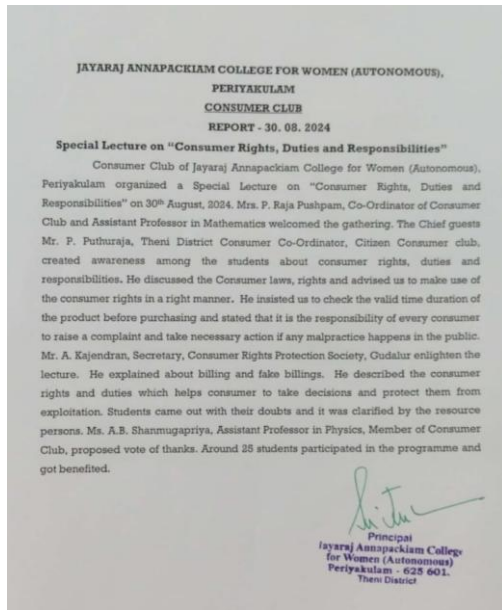 JAYARAJ ANNAPACKIAM COLLEGE FOR WOMEN (AUTONOMOUS),
PERIYAKULAM
CONSUMER CLUB
REPORT - 30. 08. 2024
Special Lecture on “Consumer Rights, Duties and Responsibilities”
Consumer Club of Jayaraj Annapackiam College for Women (Autonomous),
Periyakulam organized a Special Lecture on “Consumer Rights, Duties and
Responsibilities” on 30th August, 2024. Mrs. P. Raja Pushpam, Co-Ordinator of Consumer
Club and Assistant Professor in Mathematics welcomed the gathering. The Chief guests
Mr. P. Puthuraja, Theni District Consumer Co-Ordinator, Citizen Consumer club,
created awareness among the students about consumer rights, duties and
responsibilities. He discussed the Consumer laws, rights and advised us to make use of
the consumer rights in a right manner. He insisted us to check the valid time duration of
the product before purchasing and stated that it is the responsibility of every consumer
to raise a complaint and take necessary action if any malpractice happens in the public.
Mr. A. Kajendran, Secretary, Consumer Rights Protection Society, Gudalur enlighten the
lecture. He explained about billing and fake billings. He described the consumer
rights and duties which helps consumer to take decisions and protect them from
exploitation. Students came out with their doubts and it was clarified by the resource
persons. Ms. A.B. Shanmugapriya, Assistant Professor in Physics, Member of Consumer
Club, proposed vote of thanks. Around 25 students participated in the programme and
got benefited.
Principal
Jayaraj Annapackiam College
for Women (Autonomous)
Periyakulam - 625 601.
Theni District